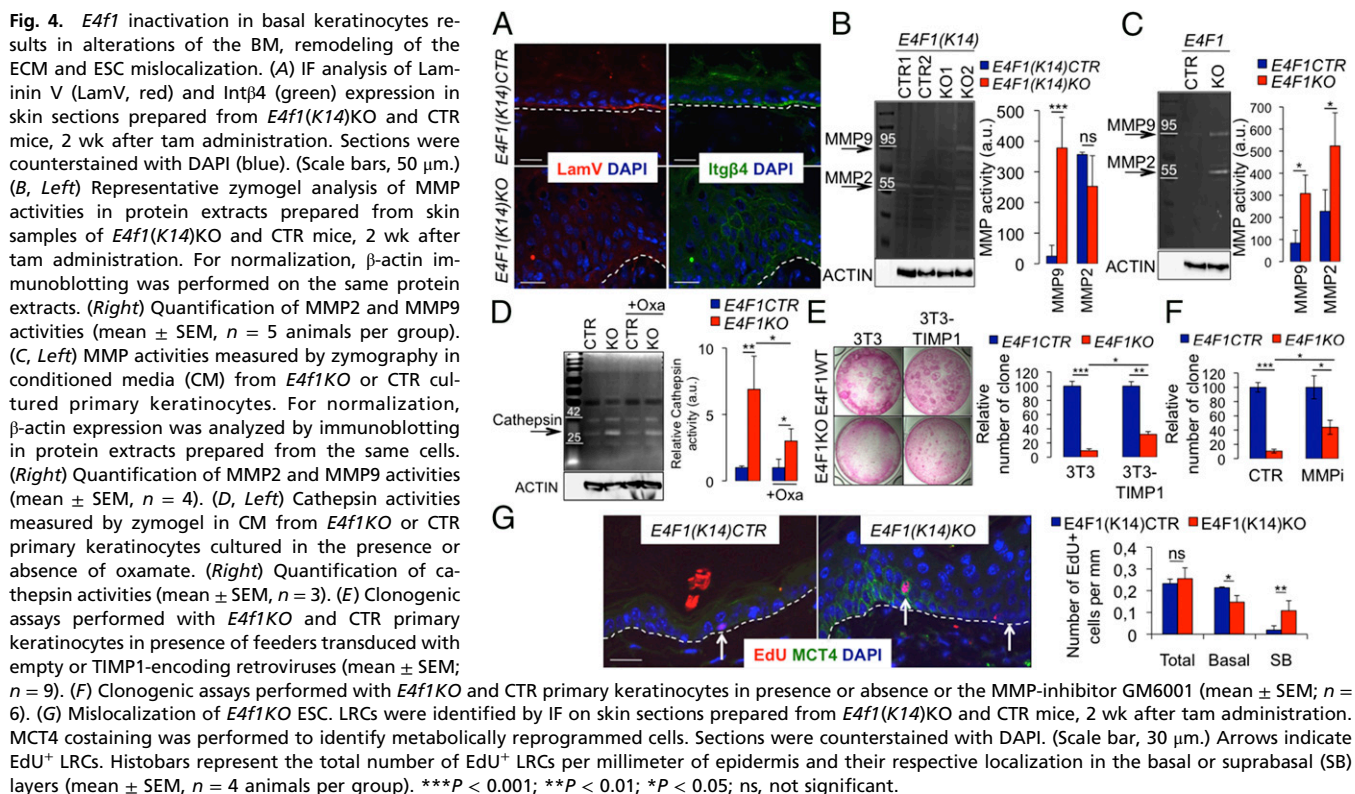 Fig. 4. E4f1 inactivation in basal keratinocytes re-
sults in alterations of the BM, remodeling of the
ECM and ESC mislocalization. (A) IF analysis of Lam-
inin V (LamV, red) and Intβ4 (green) expression in
skin sections prepared from E4f1(K14)KO and CTR
mice, 2 wk after tam administration. Sections were
counterstained with DAPI (blue). (Scale bars, 50 μm.)
(B, Left) Representative zymogel analysis of MMP
activities in protein extracts prepared from skin
samples of E4f1(K14)KO and CTR mice, 2 wk after
tam administration. For normalization, β-actin im-
munoblotting was performed on the same protein
extracts. (Right) Quantification of MMP2 and MMP9
activities (mean ± SEM, n = 5 animals per group).
(C, Left) MMP activities measured by zymography in
conditioned media (CM) from E4f1KO or CTR cul-
tured primary keratinocytes. For normalization,
β-actin expression was analyzed by immunoblotting
in protein extracts prepared from the same cells.
(Right) Quantification of MMP2 and MMP9 activities
(mean ± SEM, n = 4). (D, Left) Cathepsin activities
measured by zymogel in CM from E4f1KO or CTR
primary keratinocytes cultured in the presence or
absence of oxamate. (Right) Quantification of ca-
thepsin activities (mean ± SEM, n = 3). (E) Clonogenic
assays performed with E4f1KO and CTR primary
keratinocytes in presence of feeders transduced with
empty or TIMP1-encoding retroviruses (mean ± SEM;
n = 9). (F) Clonogenic assays performed with E4f1KO and CTR primary keratinocytes in presence or absence or the MMP-inhibitor GM6001 (mean ± SEM; n =
6). (G) Mislocalization of E4f1KO ESC. LRCs were identified by IF on skin sections prepared from E4f1(K14)KO and CTR mice, 2 wk after tam administration.
MCT4 costaining was performed to identify metabolically reprogrammed cells. Sections were counterstained with DAPI. (Scale bar, 30 μm.) Arrows indicate
EdU+ LRCs. Histobars represent the total number of EdU+ LRCs per millimeter of epidermis and their respective localization in the basal or suprabasal (SB)
layers (mean ± SEM, n = 4 animals per group). ***P < 0.001; **P < 0.01; *P < 0.05; ns, not significant.
A
E4F1(K14)CTR
E4F1(K14)KO
LamV DAPI
Itgβ4 DAPI
B
E4F1(K14)
CTR1
CTR2
KO1
KO2
MMP9
95
MMP2
55
ACTIN
E4F1(K14)CTR
E4F1(K14)KO
MMP activity (a.u.)
500
400
300
200
100
0
***
ns
MMP9
MMP2
C
E4F1
CTR
KO
MMP9
95
MMP2
55
ACTIN
E4F1CTR
E4F1KO
MMP activity (a.u.)
700
600
500
400
300
200
100
0
*
*
MMP9
MMP2
D
+Oxa
CTR
KO
CTR
KO
Cathepsin
42
25
ACTIN
E4F1CTR
E4F1KO
Relative Cathepsin
activity (a.u.)
10
5
0
**
*
*
+Oxa
E
3T3
3T3-
TIMP1
E4F1WT
E4F1KO
E4F1CTR
E4F1KO
Relative
number of clone
120
100
80
60
40
20
0
***
*
**
3T3
3T3-
TIMP1
F
E4F1CTR
E4F1KO
Relative
number of clone
120
100
80
60
40
20
0
***
*
*
CTR
MMPi
G
E4F1(K14)CTR
E4F1(K14)KO
EdU MCT4 DAPI
E4F1(K14)CTR
E4F1(K14)KO
Number of EdU+
cells per mm
0,4
0,3
0,2
0,1
0
ns
*
**
Total
Basal
SB